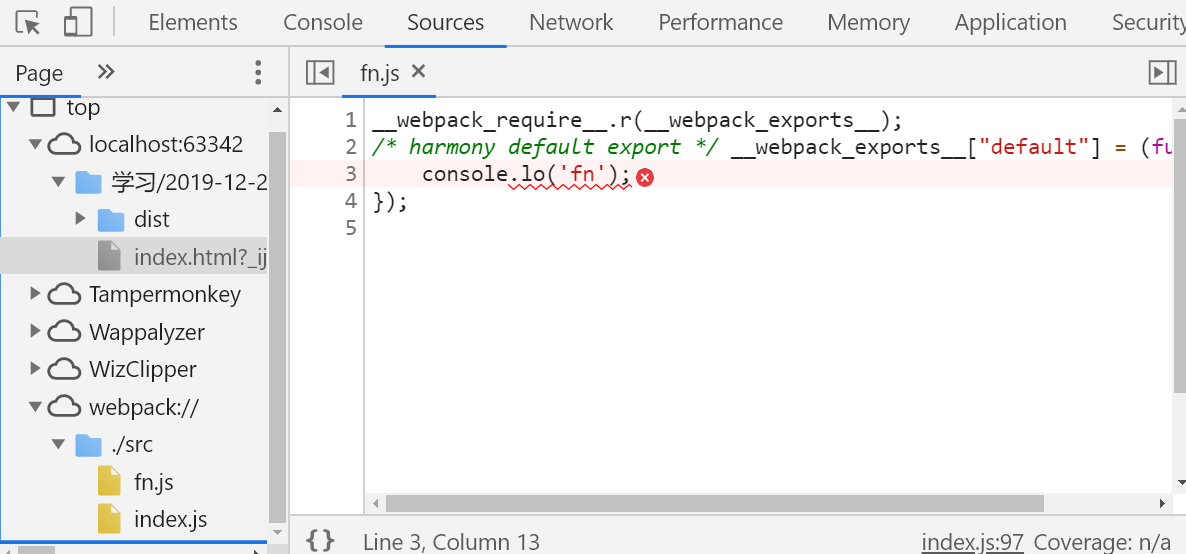 Elements Console Sources Network Performance Memory Application Security
Page
fn.js
top
localhost:63342
学习/2019-12-2
dist
index.html?_ij
Tampermonkey
Wappalyzer
WizClipper
webpack://
./src
fn.js
index.js
1 __webpack_require__.r(__webpack_exports__);
2 /* harmony default export */ __webpack_exports__["default"] = (fu
3 console.lo('fn');
4 });
5
{} Line 3, Column 13 index.js:97 Coverage: n/a